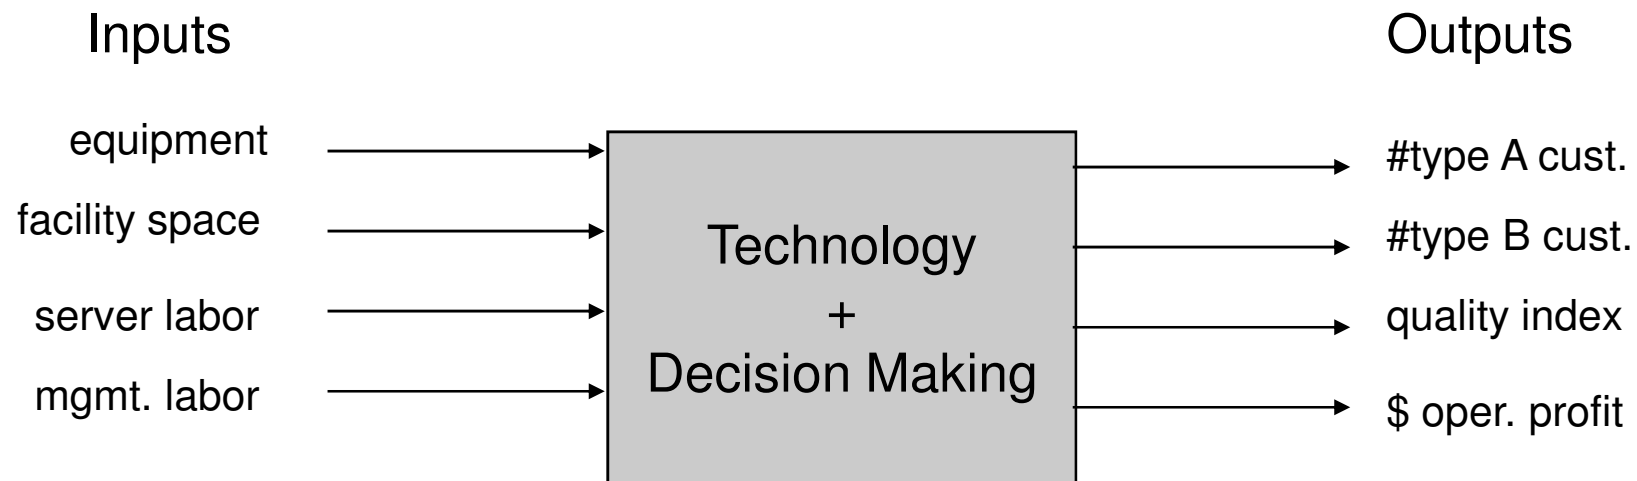 Inputs
Outputs
equipment
facility space
server labor
mgmt. labor
Technology
+
Decision Making
#type A cust.
#type B cust.
quality index
$ oper. profit